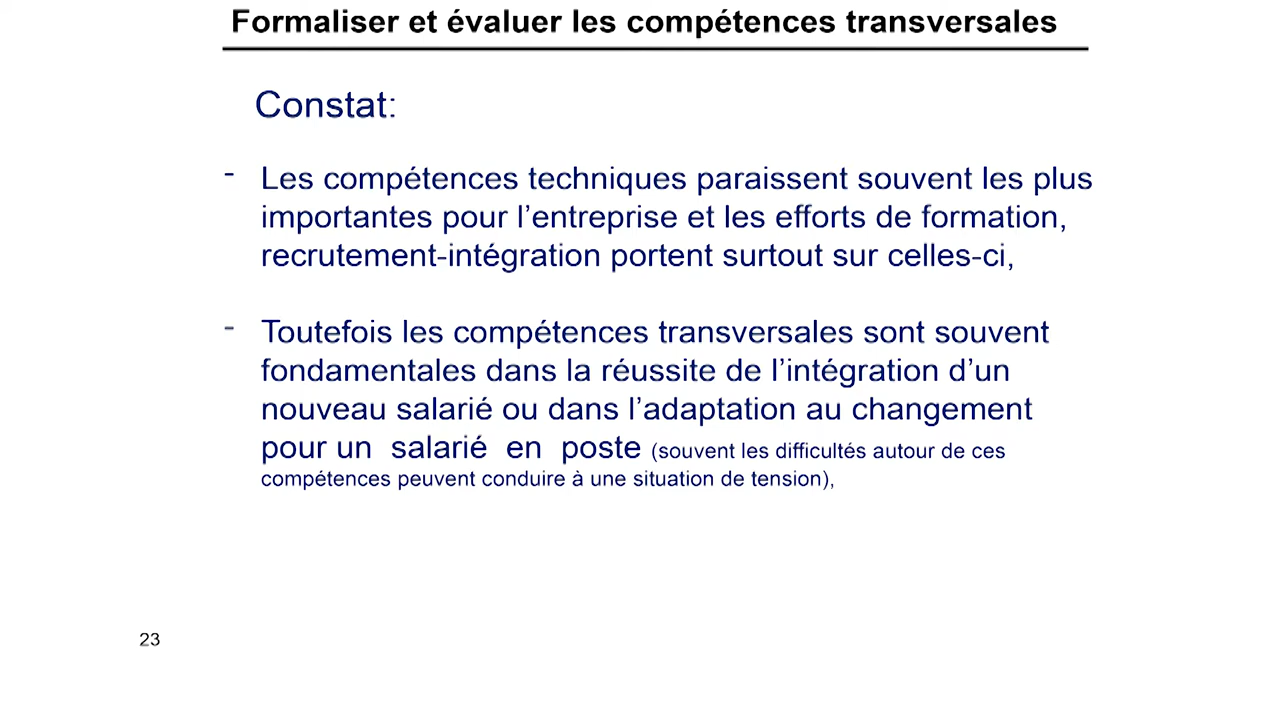 Formaliser et évaluer les compétences transversales
Constat:
- Les compétences techniques paraissent souvent les plus
importantes pour l’entreprise et les efforts de formation,
recrutement-intégration portent surtout sur celles-ci,
- Toutefois les compétences transversales sont souvent
fondamentales dans la réussite de l’intégration d’un
nouveau salarié ou dans l’adaptation au changement
pour un salarié en poste (souvent les difficultés autour de ces
compétences peuvent conduire à une situation de tension),
23